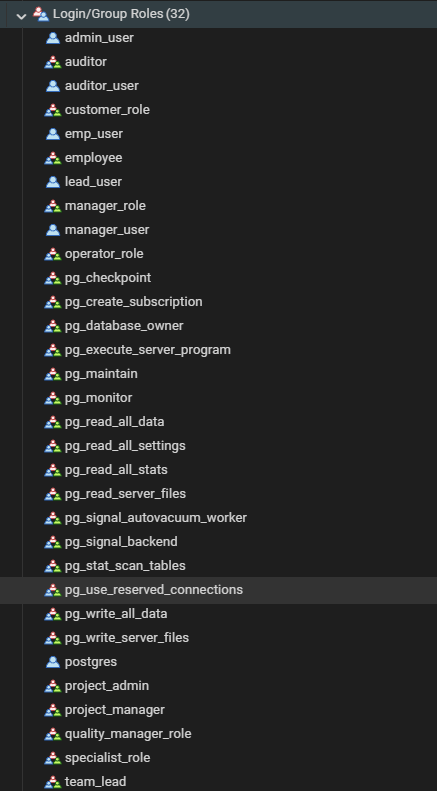 Login/Group Roles (32)
admin_user
auditor
auditor_user
customer_role
emp_user
employee
lead_user
manager_role
manager_user
operator_role
pg_checkpoint
pg_create_subscription
pg_database_owner
pg_execute_server_program
pg_maintain
pg_monitor
pg_read_all_data
pg_read_all_settings
pg_read_all_stats
pg_read_server_files
pg_signal_autovacuum_worker
pg_signal_backend
pg_stat_scan_tables
pg_use_reserved_connections
pg_write_all_data
pg_write_server_files
postgres
project_admin
project_manager
quality_manager_role
specialist_role
team_lead